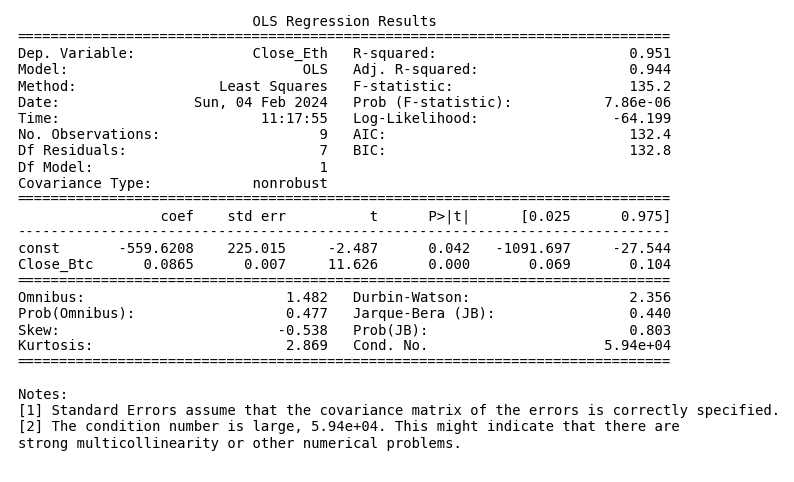 OLS Regression Results
==============================================================================
Dep. Variable:              Close_Eth   R-squared:                       0.951
Model:                            OLS   Adj. R-squared:                  0.944
Method:                 Least Squares   F-statistic:                     135.2
Date:                Sun, 04 Feb 2024   Prob (F-statistic):           7.86e-06
Time:                        11:17:55   Log-Likelihood:                -64.199
No. Observations:                   9   AIC:                             132.4
Df Residuals:                       7   BIC:                             132.8
Df Model:                           1
Covariance Type:            nonrobust
==============================================================================
                 coef    std err          t      P>|t|      [0.025      0.975]
------------------------------------------------------------------------------
const       -559.6208    225.015     -2.487      0.042   -1091.697     -27.544
Close_Btc      0.0865      0.007     11.626      0.000       0.069       0.104
==============================================================================
Omnibus:                        1.482   Durbin-Watson:                   2.356
Prob(Omnibus):                  0.477   Jarque-Bera (JB):                0.440
Skew:                          -0.538   Prob(JB):                        0.803
Kurtosis:                       2.869   Cond. No.                     5.94e+04
==============================================================================

Notes:
[1] Standard Errors assume that the covariance matrix of the errors is correctly specified.
[2] The condition number is large, 5.94e+04. This might indicate that there are
strong multicollinearity or other numerical problems.